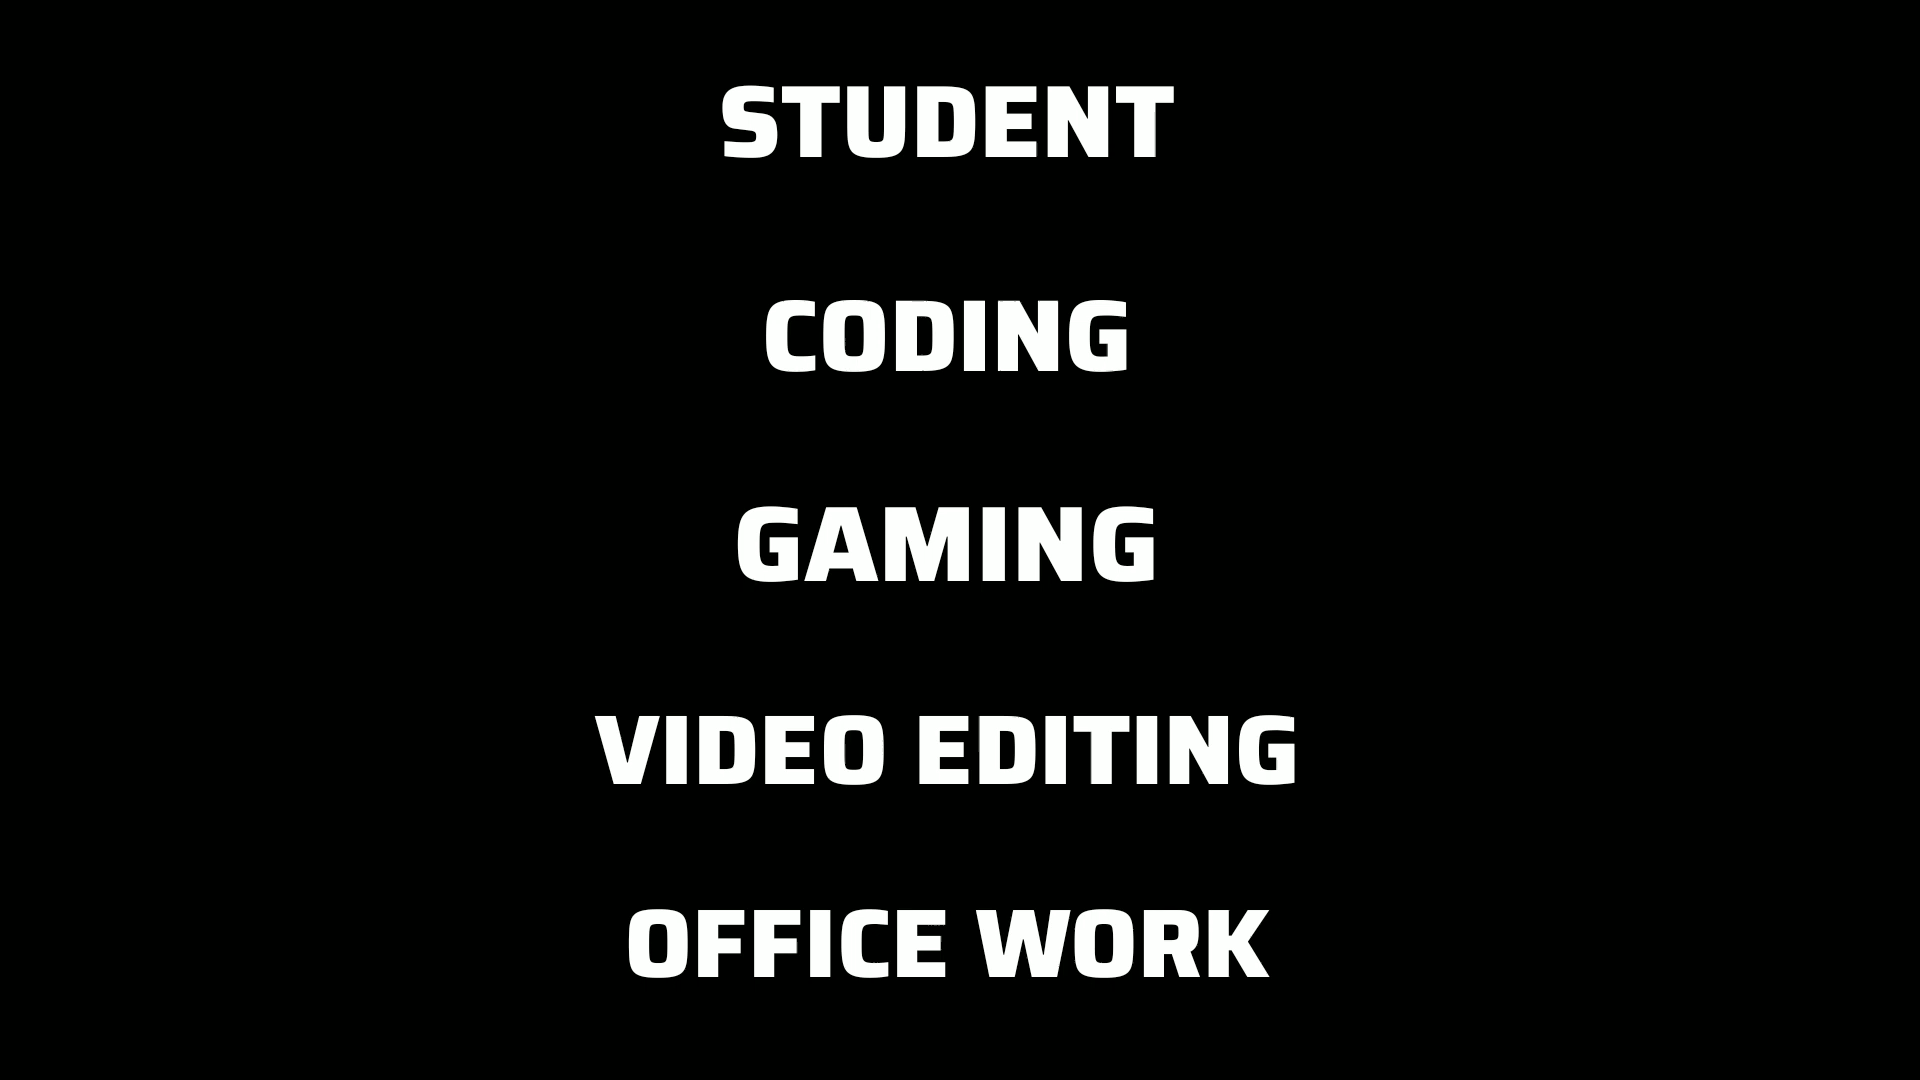 STUDENT
CODING
GAMING
VIDEO EDITING
OFFICE WORK